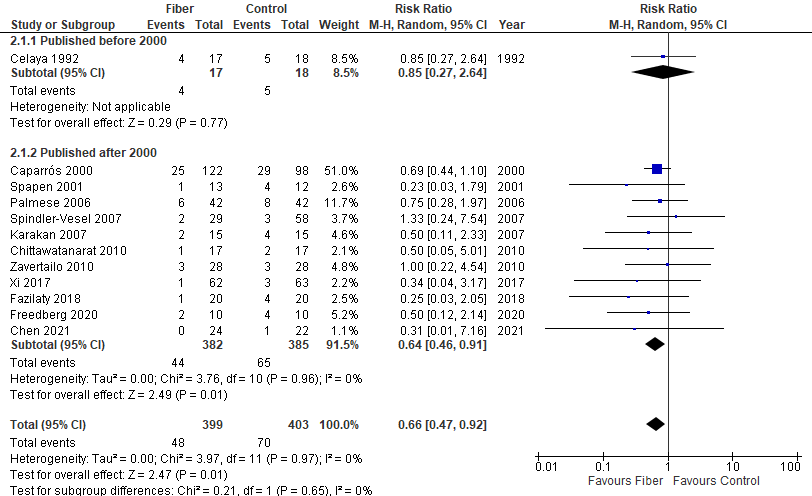 Fiber Control Risk Ratio Risk Ratio
Study or Subgroup Events Total Events Total Weight M-H, Random, 95% CI Year M-H, Random, 95% CI
2.1.1 Published before 2000
Celaya 1992 4 17 5 18 8.5% 0.85 [0.27, 2.64] 1992
Subtotal (95% CI) 17 18 8.5% 0.85 [0.27, 2.64]
Total events 4 5
Heterogeneity: Not applicable
Test for overall effect: Z = 0.29 (P = 0.77)
2.1.2 Published after 2000
Caparrós 2000 25 122 29 98 51.0% 0.69 [0.44, 1.10] 2000
Spapen 2001 1 13 4 12 2.6% 0.23 [0.03, 1.79] 2001
Palmese 2006 6 42 8 42 11.7% 0.75 [0.28, 1.97] 2006
Spindler-Vesel 2007 2 29 3 58 3.6% 1.33 [0.24, 7.54] 2007
Karakan 2007 2 15 4 15 4.7% 0.50 [0.11, 2.33] 2007
Chittawatanarat 2010 1 17 2 17 2.1% 0.50 [0.05, 5.01] 2010
Zavertailo 2010 3 28 3 28 4.8% 1.00 [0.22, 4.54] 2010
Xi 2017 1 62 3 63 2.2% 0.34 [0.04, 3.17] 2017
Fazilaty 2018 1 20 4 20 2.5% 0.25 [0.03, 2.05] 2018
Freedberg 2020 2 10 4 10 5.3% 0.50 [0.12, 2.14] 2020
Chen 2021 0 24 1 22 1.1% 0.31 [0.01, 7.16] 2021
Subtotal (95% CI) 382 385 91.5% 0.64 [0.46, 0.91]
Total events 44 65
Heterogeneity: Tau² = 0.00; Chi² = 3.76, df = 10 (P = 0.96); I² = 0%
Test for overall effect: Z = 2.49 (P = 0.01)
Total (95% CI) 399 403 100.0% 0.66 [0.47, 0.92]
Total events 48 70
Heterogeneity: Tau² = 0.00; Chi² = 3.97, df = 11 (P = 0.97); I² = 0%
Test for overall effect: Z = 2.47 (P = 0.01)
Test for subgroup differences: Chi² = 0.21, df = 1 (P = 0.65), I² = 0%
0.01 0.1 1 10 100
Favours Fiber Favours Control